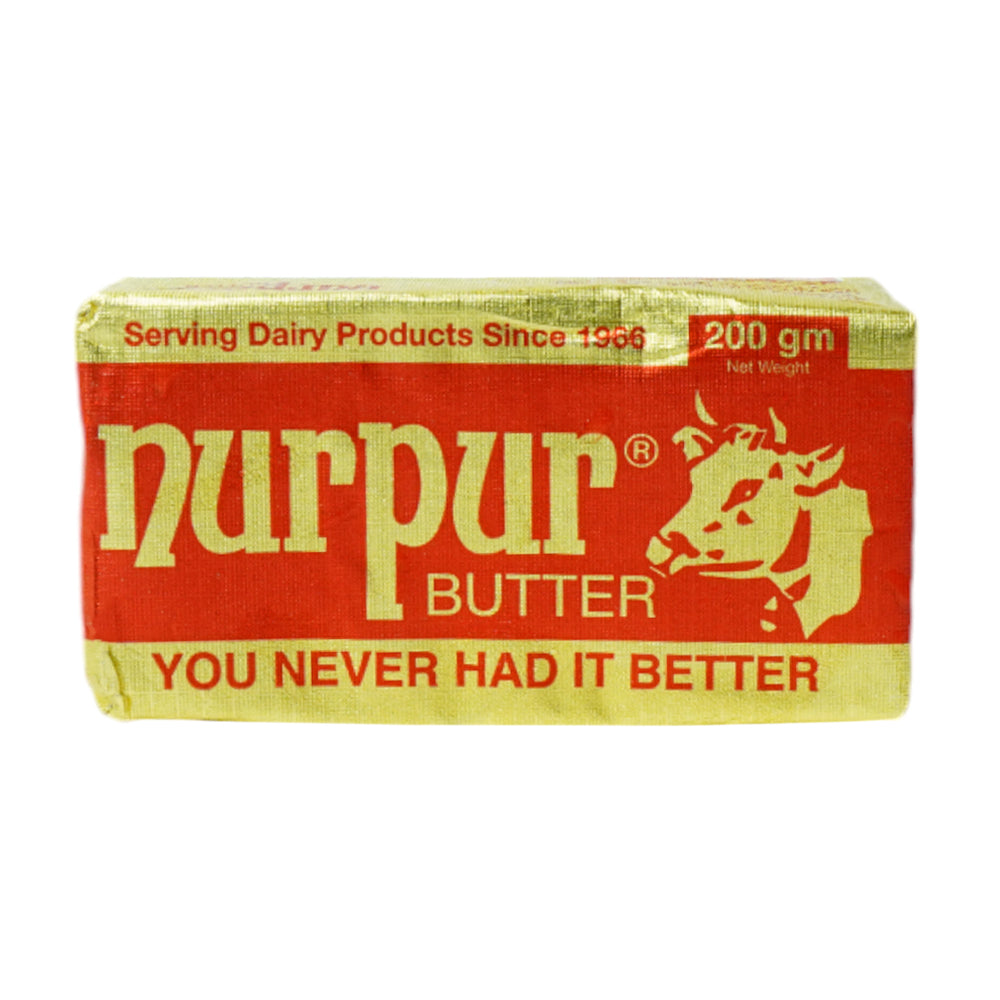 Serving Dairy Products Since 1966
200 gm
Net Weight
nurpur®
BUTTER
YOU NEVER HAD IT BETTER